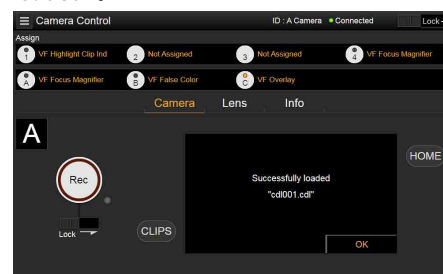 Camera Control
ID : A Camera
Connected
Lock
Assign
1 VF Highlight Clip Ind
2 Not Assigned
3 Not Assigned
4 VF Focus Magnifier
A VF Focus Magnifier
B VF False Color
C VF Overlay
Camera Lens Info
A
Rec
Lock
CLIPS
Successfully loaded
"cdl001.cdl"
OK
HOME